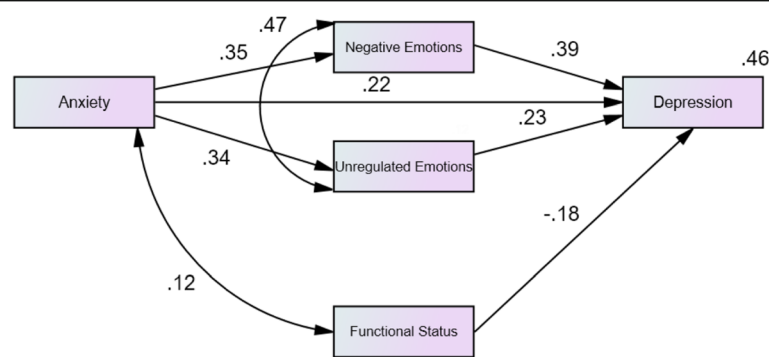 .47
Negative Emotions
.35
.39
.46
Anxiety
.22
Depression
.23
.34
Unregulated Emotions
-.18
.12
Functional Status